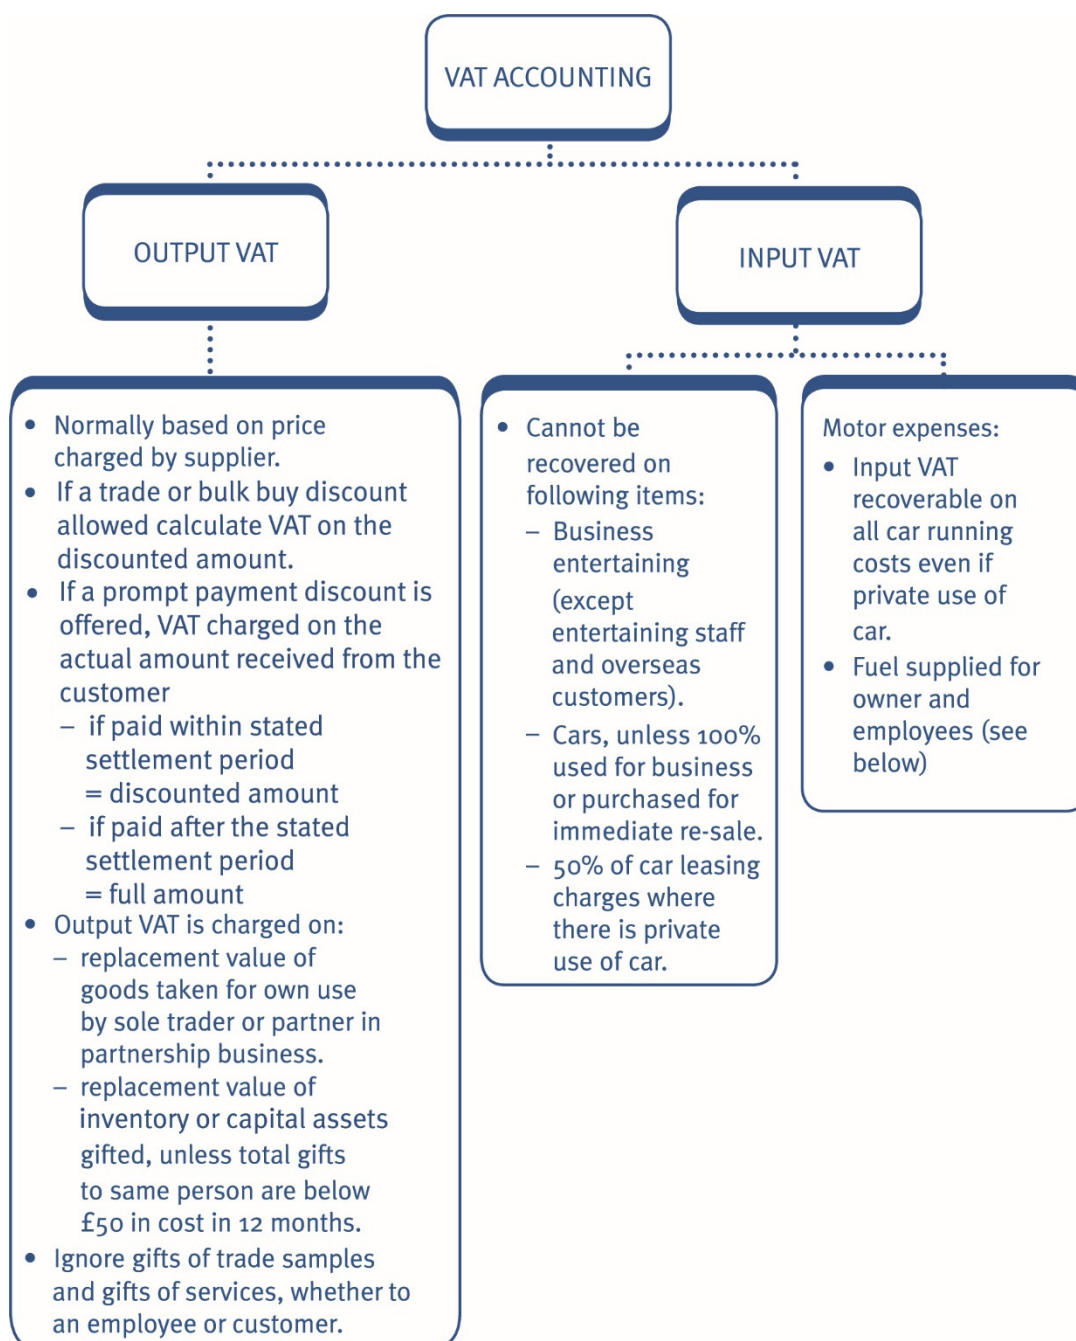 VAT ACCOUNTING
OUTPUT VAT
INPUT VAT
• Normally based on price
charged by supplier.
• If a trade or bulk buy discount
allowed calculate VAT on the
discounted amount.
• If a prompt payment discount is
offered, VAT charged on the
actual amount received from the
customer
– if paid within stated
settlement period
= discounted amount
– if paid after the stated
settlement period
= full amount
• Output VAT is charged on:
– replacement value of
goods taken for own use
by sole trader or partner in
partnership business.
– replacement value of
inventory or capital assets
gifted, unless total gifts
to same person are below
£50 in cost in 12 months.
• Ignore gifts of trade samples
and gifts of services, whether to
an employee or customer.
• Cannot be
recovered on
following items:
– Business
entertaining
(except
entertaining staff
and overseas
customers).
– Cars, unless 100%
used for business
or purchased for
immediate re-sale.
– 50% of car leasing
charges where
there is private
use of car.
Motor expenses:
• Input VAT
recoverable on
all car running
costs even if
private use of
car.
• Fuel supplied for
owner and
employees (see
below)